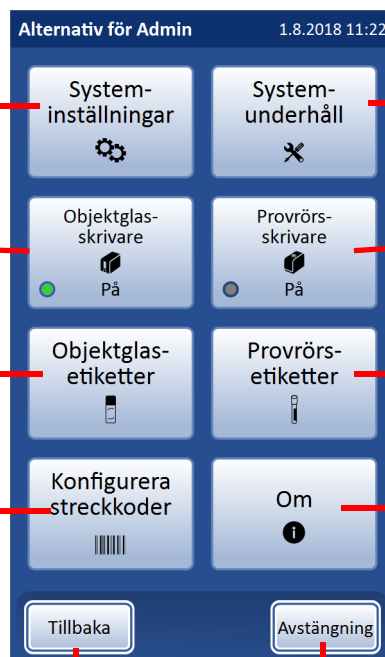 Alternativ för Admin 1.8.2018 11:22
System-
inställningar
System-
underhåll
Objektglas-
skrivare
På
Provrörs-
skrivare
På
Objektglas-
etiketter
Provrörs-
etiketter
Konfigurera
streckkoder
Om
Tillbaka
Avstängning